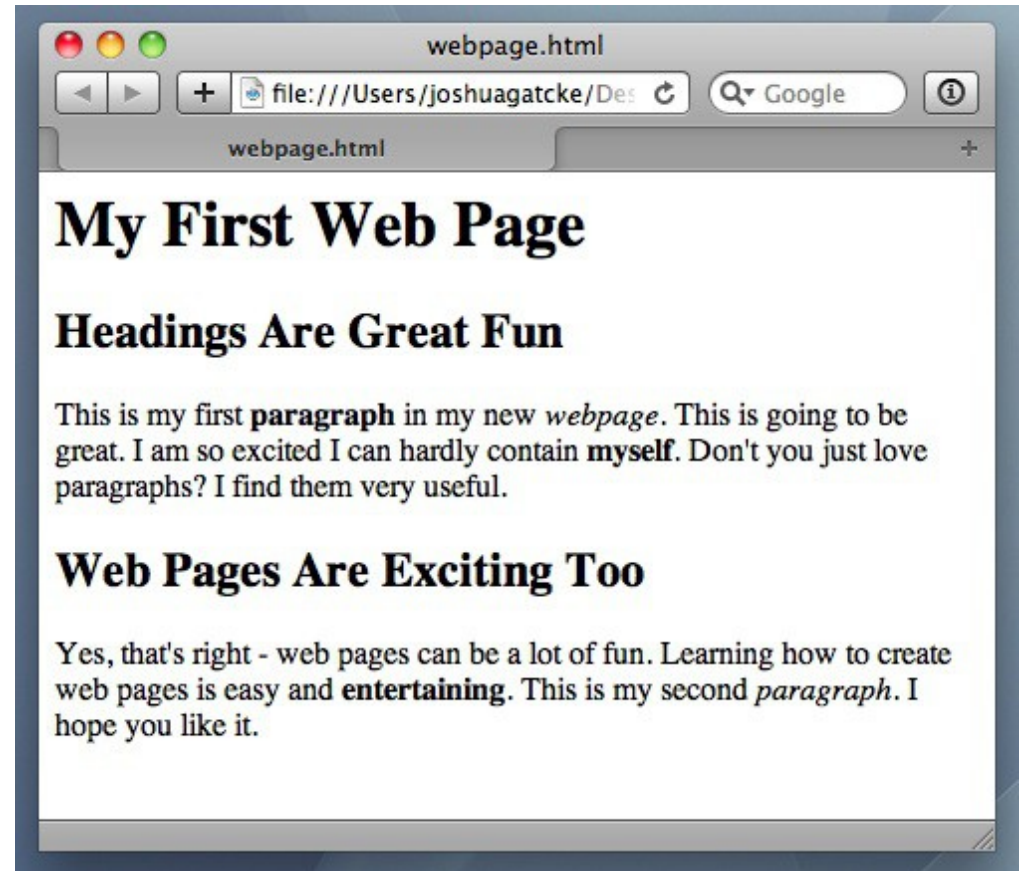 webpage.html
file:///Users/joshuagatcke/Des
Google
webpage.html
My First Web Page
Headings Are Great Fun
This is my first paragraph in my new webpage. This is going to be
great. I am so excited I can hardly contain myself. Don't you just love
paragraphs? I find them very useful.
Web Pages Are Exciting Too
Yes, that's right - web pages can be a lot of fun. Learning how to create
web pages is easy and entertaining. This is my second paragraph. I
hope you like it.